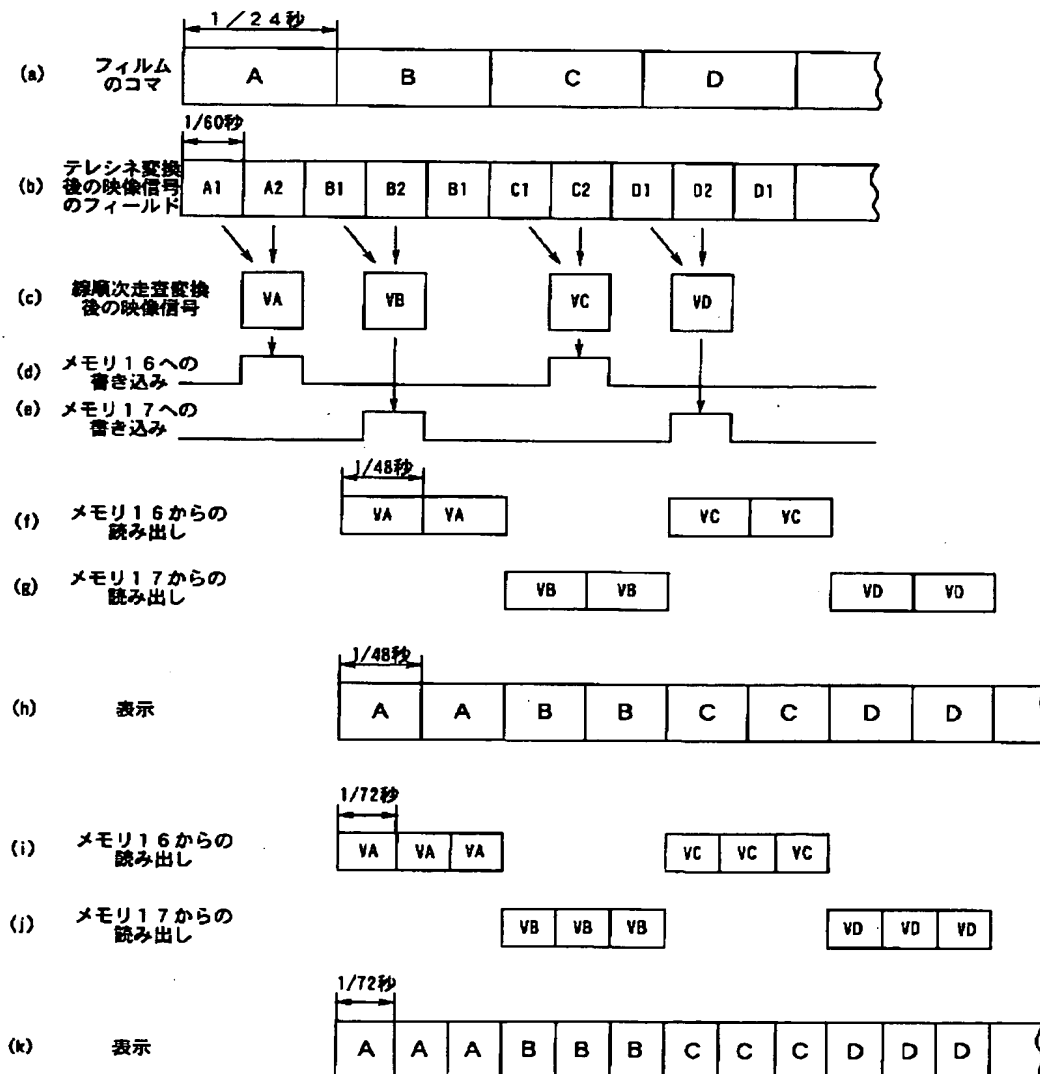 1／24秒
(a) フィルム
のコマ
A B C D
1/60秒
(b) テレシネ変換
後の映像信号
のフィールド
A1 A2 B1 B2 B1 C1 C2 D1 D2 D1
(c) 線順次走査変換
後の映像信号
VA VB VC VD
(d) メモリ16への
書き込み
(e) メモリ17への
書き込み
1/48秒
(f) メモリ16からの
読み出し
VA VA VC VC
(g) メモリ17からの
読み出し
VB VB VD VD
1/48秒
(h) 表示
A A B B C C D D
1/72秒
(i) メモリ16からの
読み出し
VA VA VA VC VC VC
(j) メモリ17からの
読み出し
VB VB VB VD VD VD
1/72秒
(k) 表示
A A A B B B C C C D D D